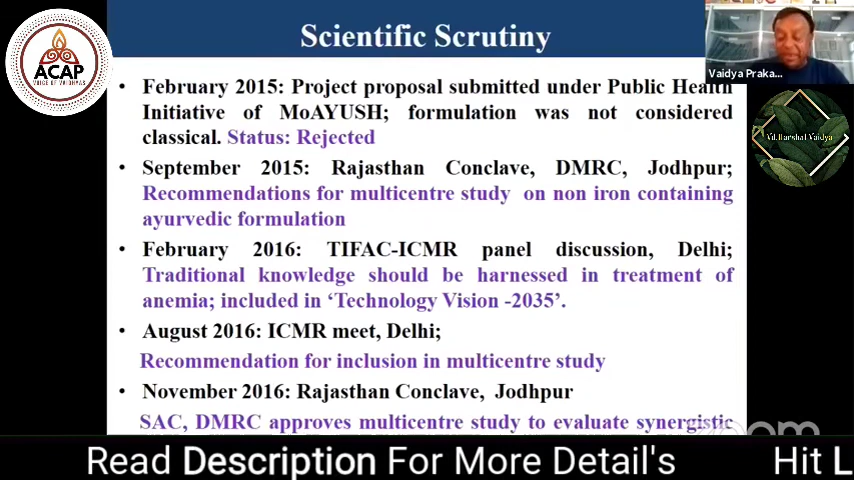 Scientific Scrutiny
ACAP
VOICE OF VAIDHYAS
Vaidya Praka...
Vd.Harshal Vaidya
• February 2015: Project proposal submitted under Public Health
Initiative of MoAYUSH; formulation was not considered
classical. Status: Rejected
• September 2015: Rajasthan Conclave, DMRC, Jodhpur;
Recommendations for multicentre study on non iron containing
ayurvedic formulation
• February 2016: TIFAC-ICMR panel discussion, Delhi;
Traditional knowledge should be harnessed in treatment of
anemia; included in ‘Technology Vision -2035’.
• August 2016: ICMR meet, Delhi;
Recommendation for inclusion in multicentre study
• November 2016: Rajasthan Conclave, Jodhpur
SAC, DMRC approves multicentre study to evaluate synergistic
zoom
Read Description For More Detail's Hit L